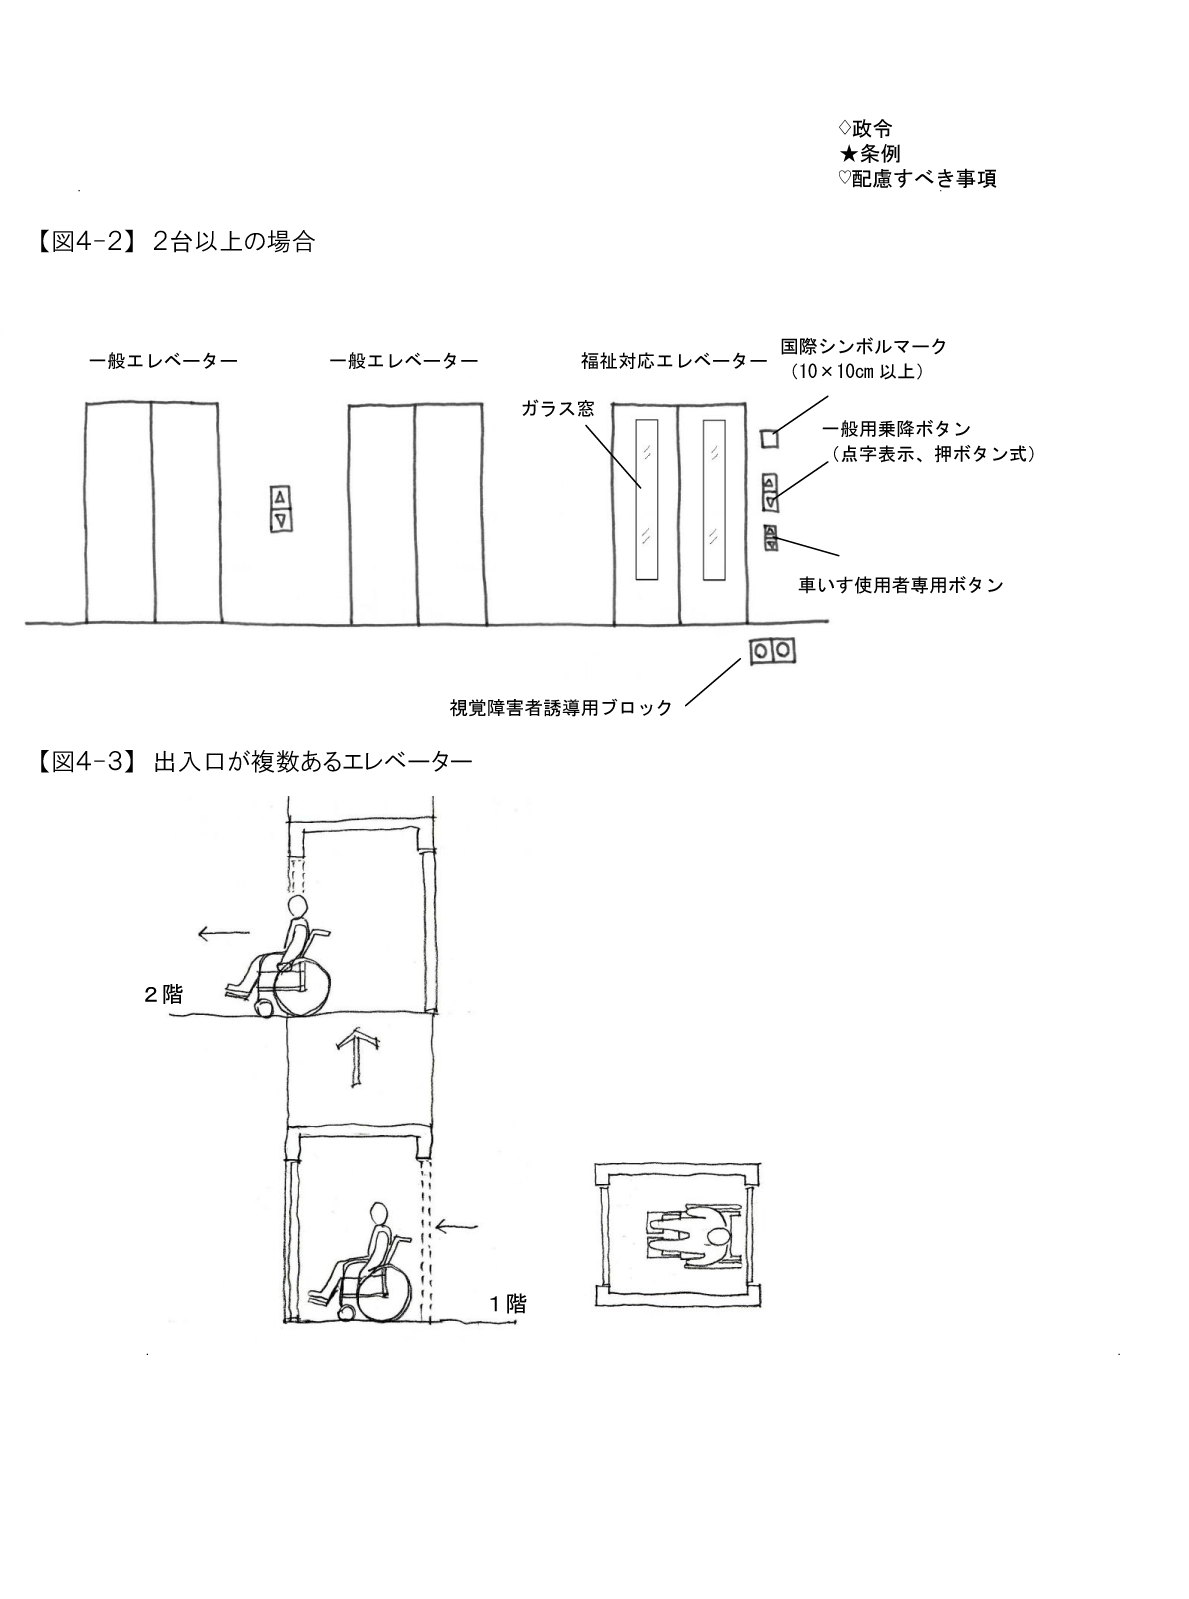 ♢政令
★条例
♡配慮すべき事項
【図4-2】 2台以上の場合
一般エレベーター
一般エレベーター
福祉対応エレベーター
国際シンボルマーク
（10×10cm 以上）
ガラス窓
一般用乗降ボタン
（点字表示、押ボタン式）
車いす使用者専用ボタン
視覚障害者誘導用ブロック
【図4-3】 出入口が複数あるエレベーター
2階
1階